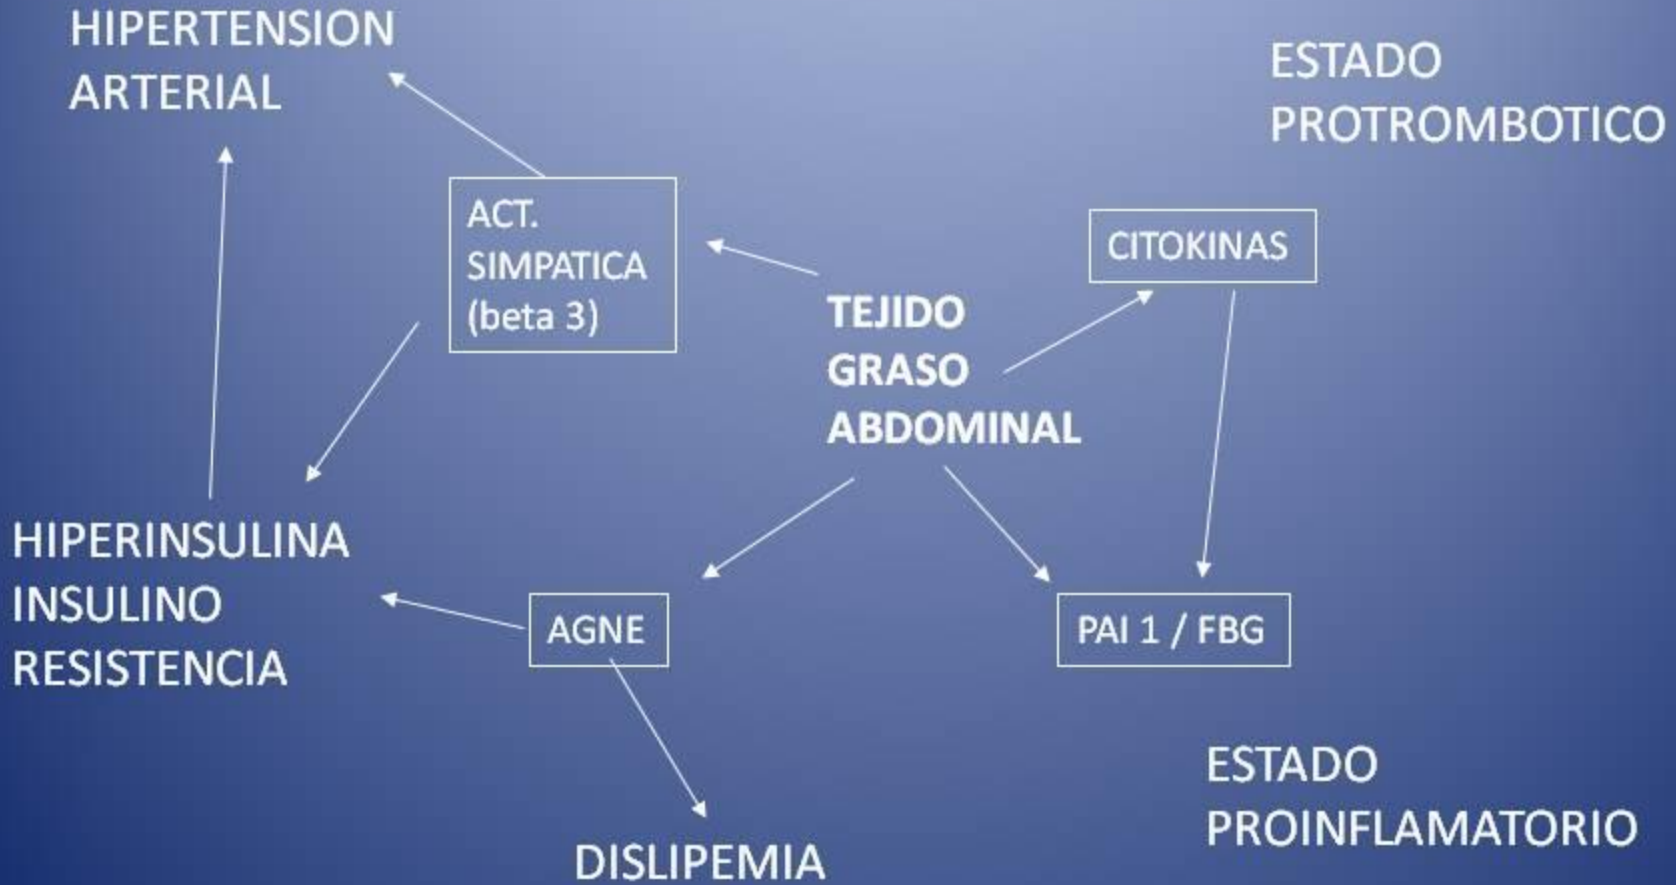 HIPERTENSION
ARTERIAL
ESTADO
PROTROMBOTICO
ACT.
SIMPATICA
(beta 3)
CITOKINAS
TEJIDO
GRASO
ABDOMINAL
HIPERINSULINA
INSULINO
RESISTENCIA
AGNE
PAI 1 / FBG
ESTADO
PROINFLAMATORIO
DISLIPEMIA